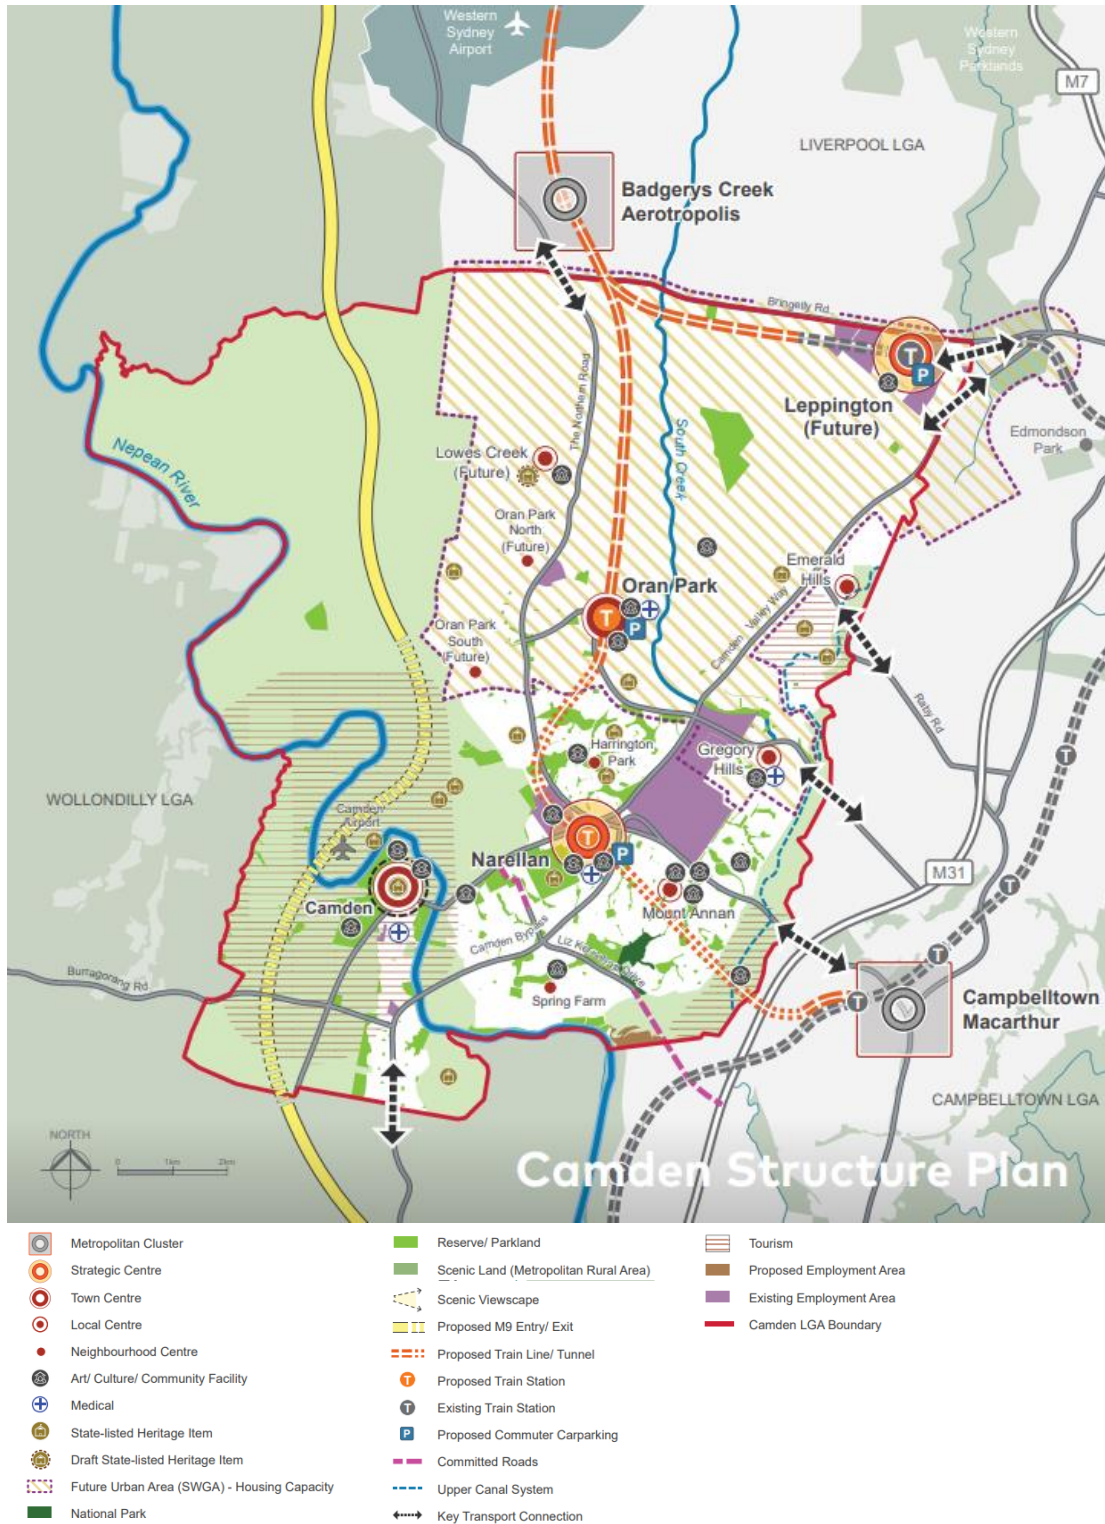 Western
Sydney
Airport
Western
Sydney
Parklands
M7
LIVERPOOL LGA
Badgerys Creek
Aerotropolis
Bringelly Rd
T
P
Leppington
(Future)
The Northern Road
South Creek
Edmondson
Park
Nepean River
Lowes Creek
(Future)
Oran Park
North
(Future)
Emerald
Hills
Oran Park
T
P
Camden Valley Way
Oran Park
South
(Future)
Raby Rd
T
Harrington
Park
Gregory
Hills
WOLLONDILLY LGA
Camden
Airport
T
Narellan
P
M31
T
Camden
Mount Annan
Camden Bypass
Liz Kernohan Drive
T
Burragorang Rd
Spring Farm
T
Campbelltown
Macarthur
CAMPBELLTOWN LGA
NORTH
0 1km 2km
Camden Structure Plan
Metropolitan Cluster
Strategic Centre
Town Centre
Local Centre
Neighbourhood Centre
Art/ Culture/ Community Facility
Medical
State-listed Heritage Item
Draft State-listed Heritage Item
Future Urban Area (SWGA) - Housing Capacity
National Park
Reserve/ Parkland
Scenic Land (Metropolitan Rural Area)
Scenic Viewscape
Proposed M9 Entry/ Exit
Proposed Train Line/ Tunnel
T Proposed Train Station
T Existing Train Station
P Proposed Commuter Carparking
Committed Roads
Upper Canal System
Key Transport Connection
Tourism
Proposed Employment Area
Existing Employment Area
Camden LGA Boundary